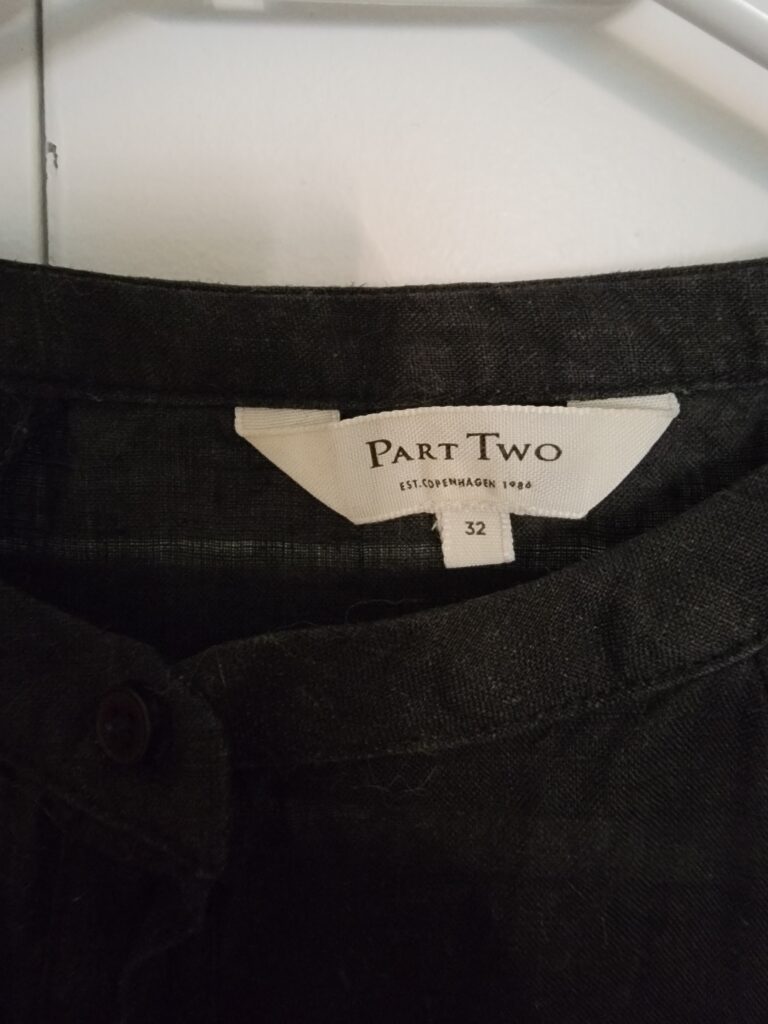 PART TWO
EST. COPENHAGEN 1986
32